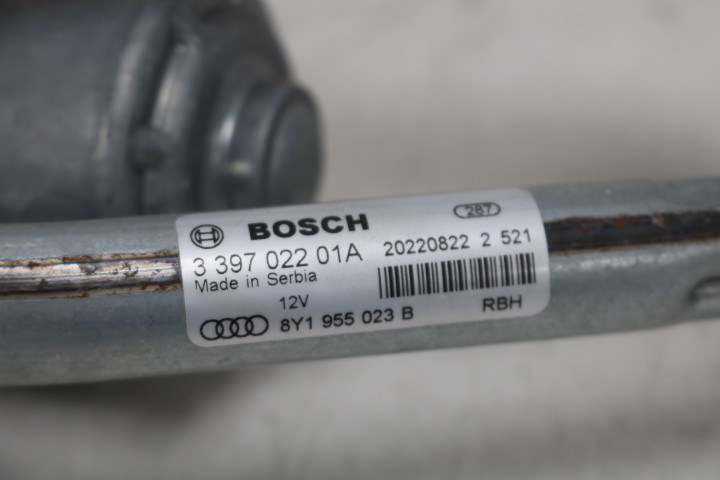 BOSCH 287
3 397 022 01A 20220822 2 521
Made in Serbia
12V RBH
8Y1 955 023 B